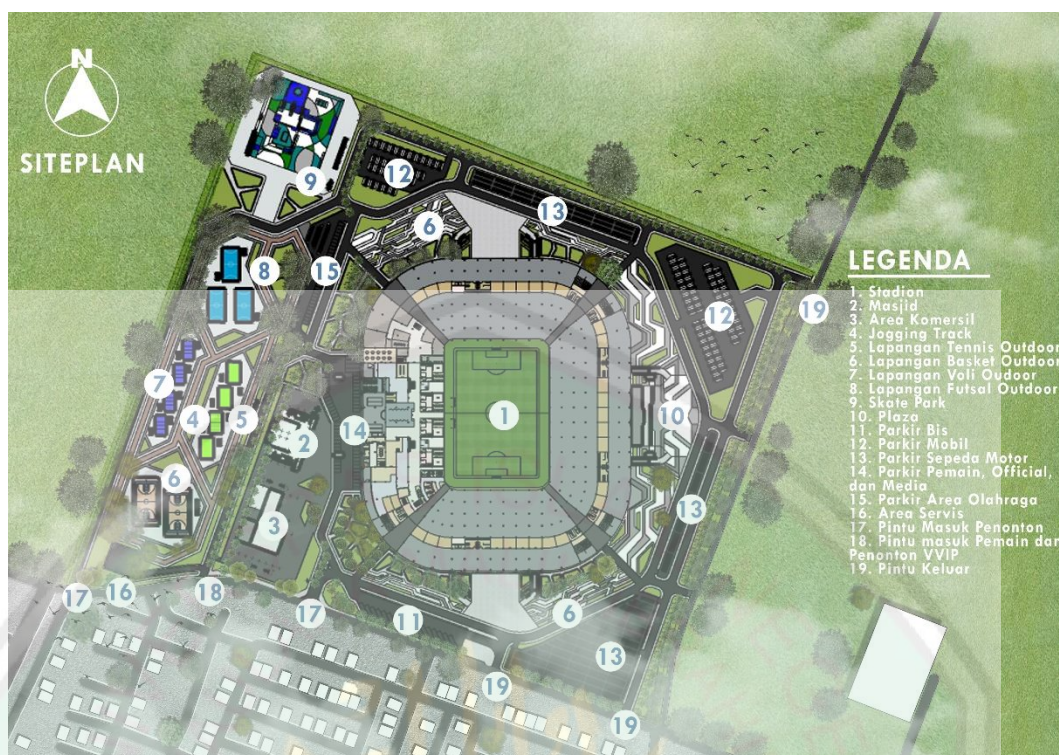 N
SITEPLAN
9
12
13
6
8
15
12
19
7
4
5
2
14
1
10
6
3
13
17
16
18
17
11
6
13
19
19
LEGENDA
1. Stadion
2. Masjid
3. Area Komersil
4. Jogging Track
5. Lapangan Tennis Outdoor
6. Lapangan Basket Outdoor
7. Lapangan Voli Oudoor
8. Lapangan Futsal Outdoor
9. Skate Park
10. Plaza
11. Parkir Bis
12. Parkir Mobil
13. Parkir Sepeda Motor
14. Parkir Pemain, Official,
dan Media
15. Parkir Area Olahraga
16. Area Servis
17. Pintu Masuk Penonton
18. Pintu masuk Pemain dan
Penonton VVIP
19. Pintu Keluar